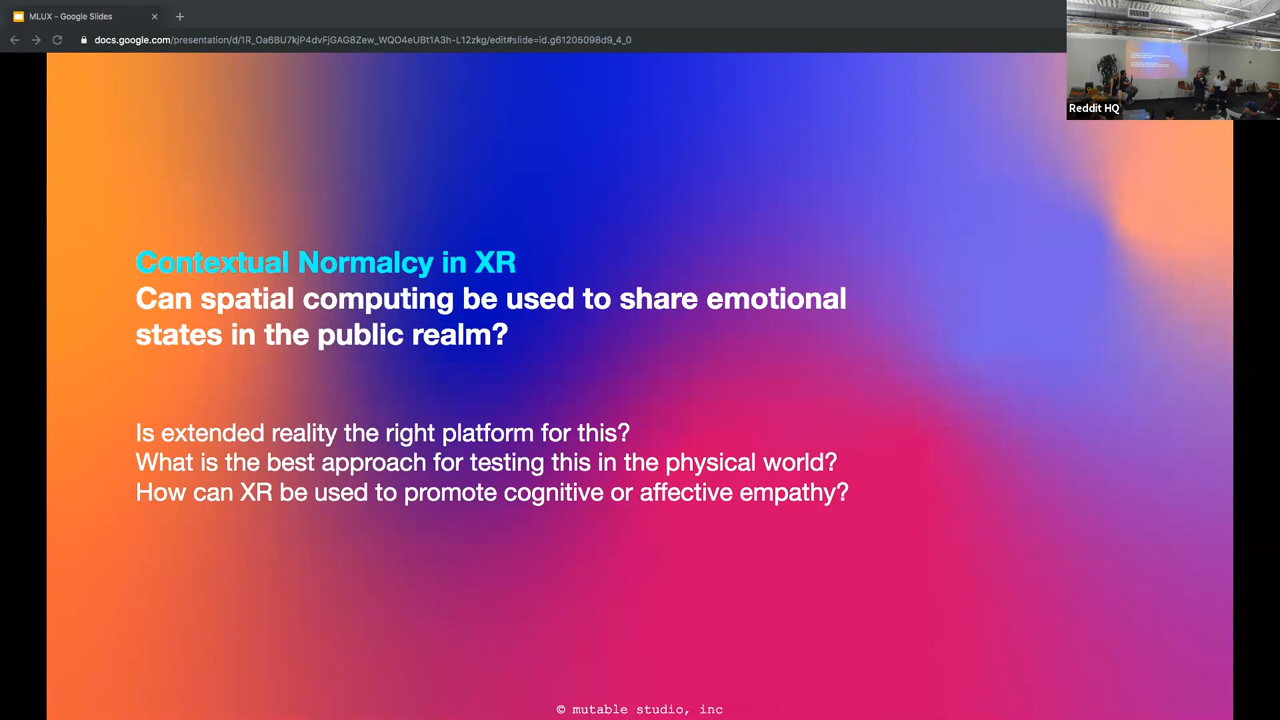 MLUX - Google Slides
docs.google.com/presentation/d/1R_Oa6BU7kjP4dvFjGAG8Zew_WQO4eUBt1A3h-L12zkg/edit#slide=id.g61205098d9_4_0
Reddit HQ
Contextual Normalcy in XR
Can spatial computing be used to share emotional
states in the public realm?
Is extended reality the right platform for this?
What is the best approach for testing this in the physical world?
How can XR be used to promote cognitive or affective empathy?
© mutable studio, inc